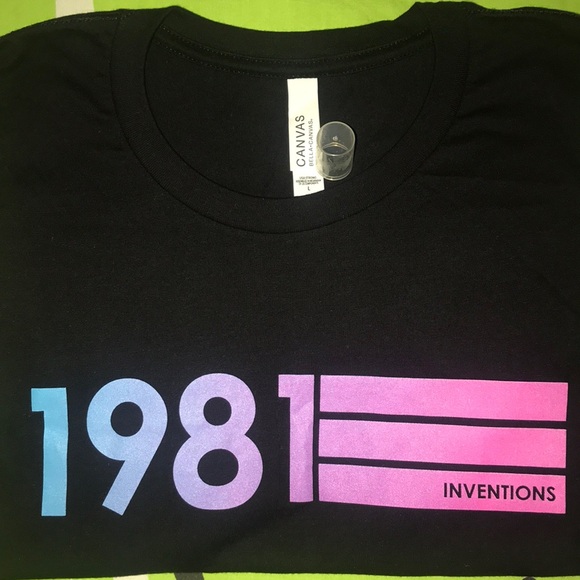 CANVAS
BELLA+CANVAS®
L
1981
INVENTIONS